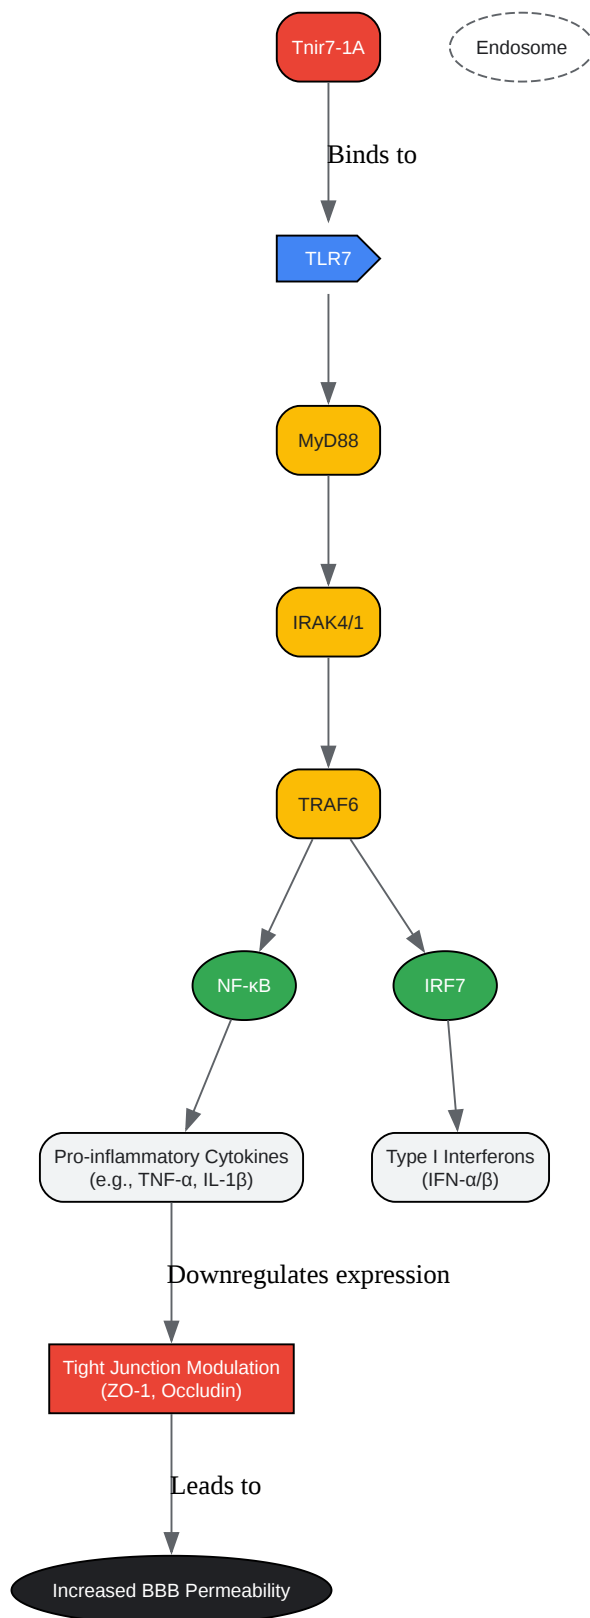 Tnir7-1A
Endosome
Binds to
TLR7
MyD88
IRAK4/1
TRAF6
NF-κB
IRF7
Pro-inflammatory Cytokines
(e.g., TNF-α, IL-1β)
Type I Interferons
(IFN-α/β)
Downregulates expression
Tight Junction Modulation
(ZO-1, Occludin)
Leads to
Increased BBB Permeability